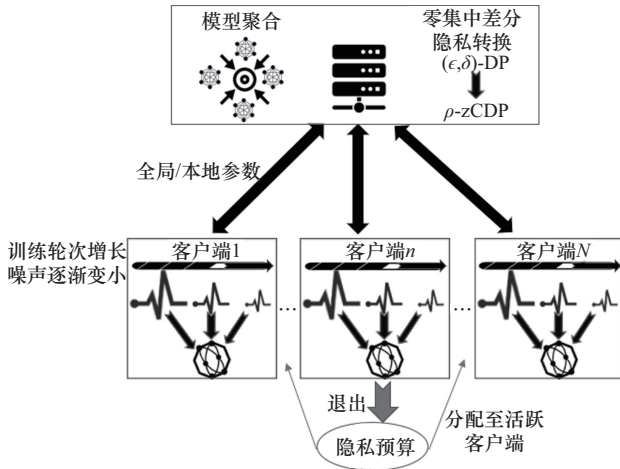 模型聚合
零集中差分
隐私转换
(ϵ,δ)-DP
ρ-zCDP
全局/本地参数
训练轮次增长
噪声逐渐变小
客户端1
客户端n
客户端N
…
…
退出
隐私预算
分配至活跃
客户端